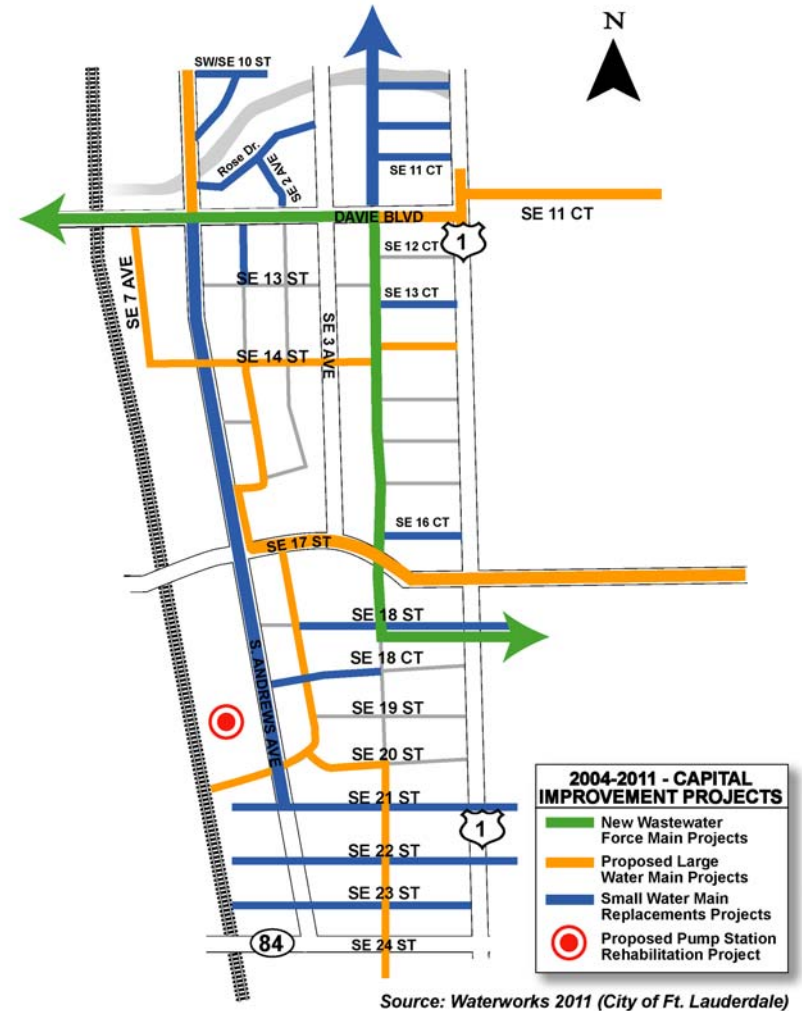 N
SW/SE 10 ST
Rose Dr.
SE 2 AVE
SE 11 CT
DAVIE BLVD
SE 11 CT
1
SE 12 CT
SE 7 AVE
SE 13 ST
SE 13 CT
SE 3 AVE
SE 14 ST
SE 16 CT
SE 17 ST
SE 18 ST
S. ANDREWS AVE
SE 18 CT
SE 19 ST
SE 20 ST
SE 21 ST
1
SE 22 ST
SE 23 ST
84
SE 24 ST
2004-2011 - CAPITAL
IMPROVEMENT PROJECTS
New Wastewater
Force Main Projects
Proposed Large
Water Main Projects
Small Water Main
Replacements Projects
Proposed Pump Station
Rehabilitation Project
Source: Waterworks 2011 (City of Ft. Lauderdale)